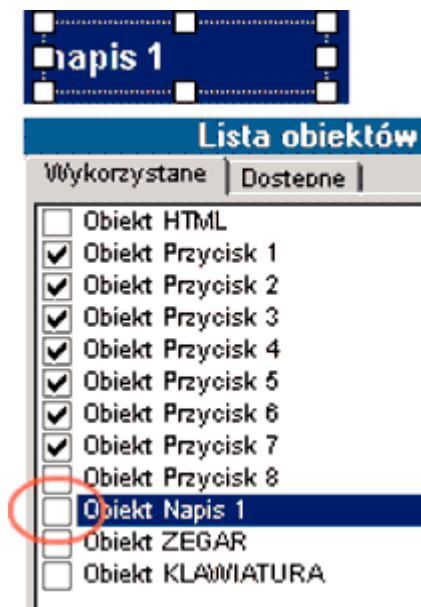 napis 1
Lista obiektów
Wykorzystane Dostepne
Obiekt HTML
Obiekt Przycisk 1
Obiekt Przycisk 2
Obiekt Przycisk 3
Obiekt Przycisk 4
Obiekt Przycisk 5
Obiekt Przycisk 6
Obiekt Przycisk 7
Obiekt Przycisk 8
Obiekt Napis 1
Obiekt ZEGAR
Obiekt KLAWIATURA